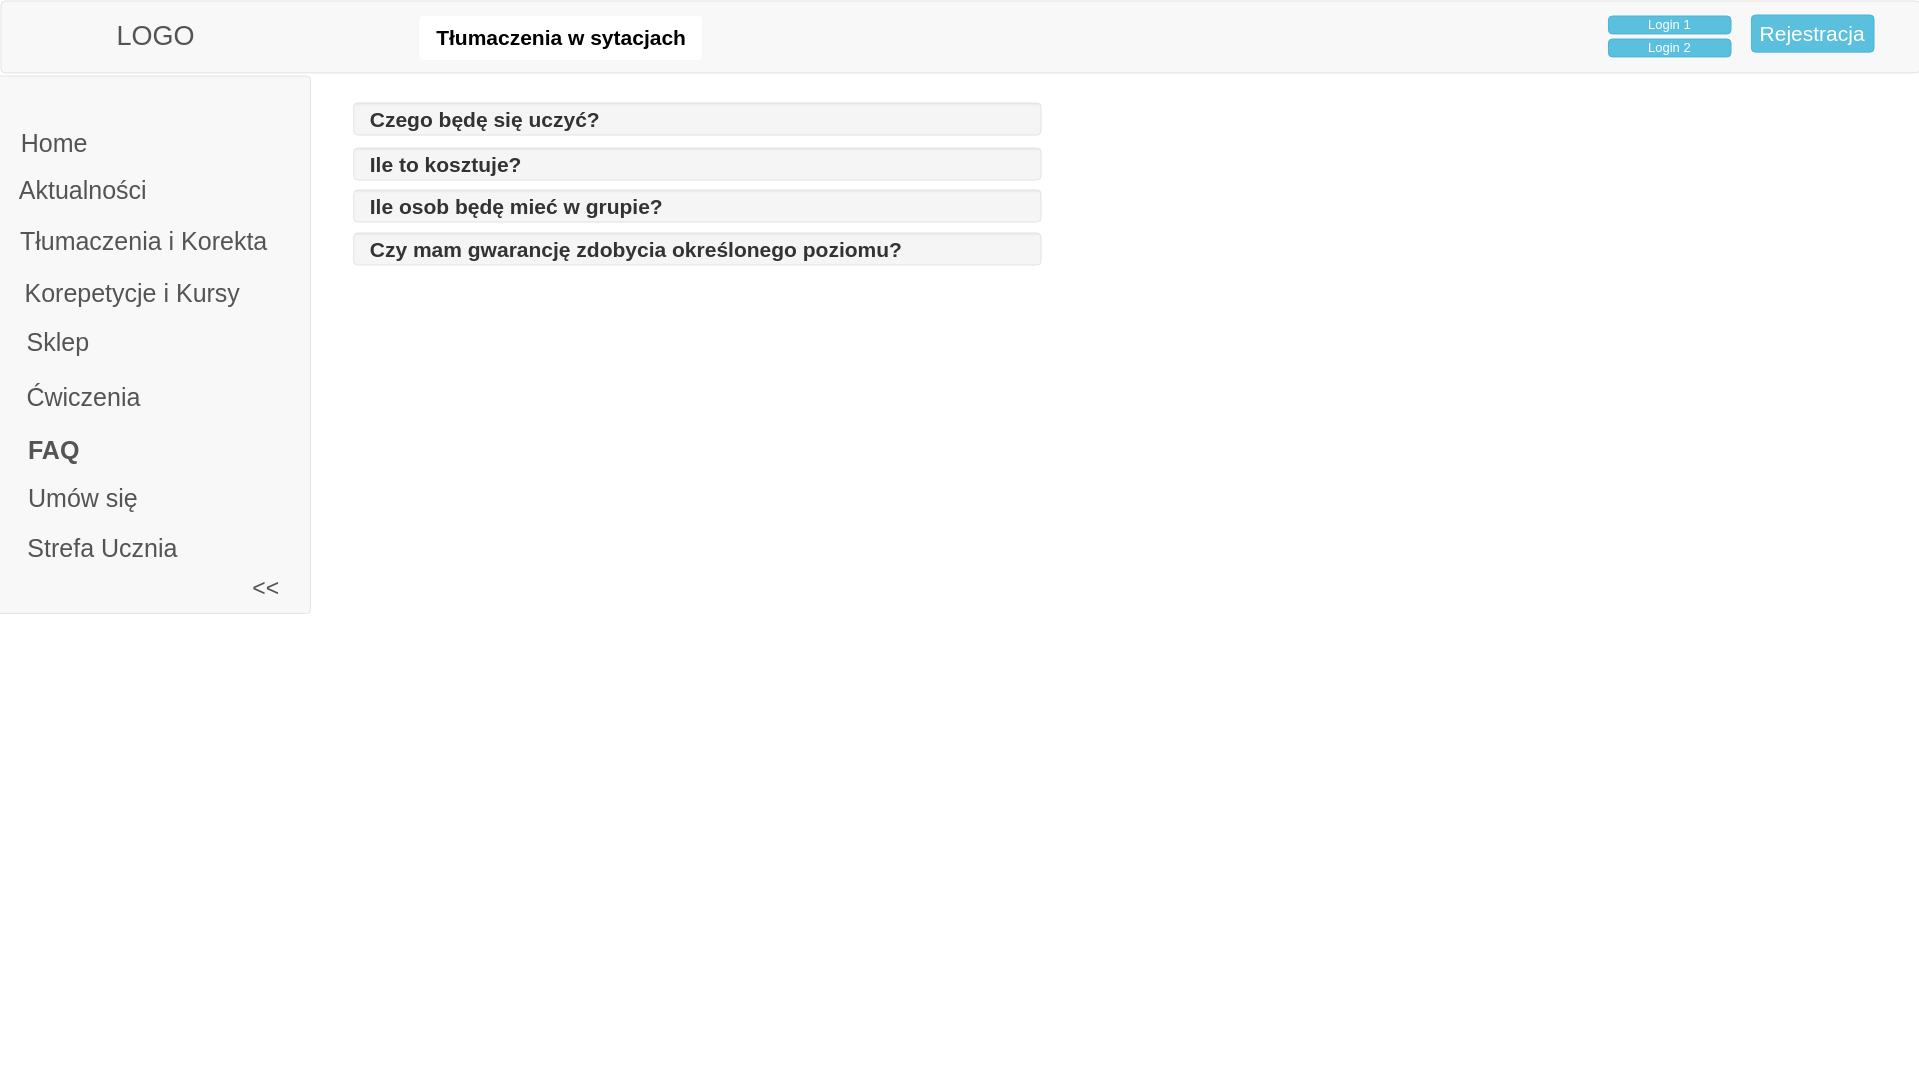 LOGO
Tłumaczenia w sytacjach
Login 1
Login 2
Rejestracja
Home
Aktualności
Tłumaczenia i Korekta
Korepetycje i Kursy
Sklep
Ćwiczenia
FAQ
Umów się
Strefa Ucznia
<<
Czego będę się uczyć?
Ile to kosztuje?
Ile osob będę mieć w grupie?
Czy mam gwarancję zdobycia określonego poziomu?